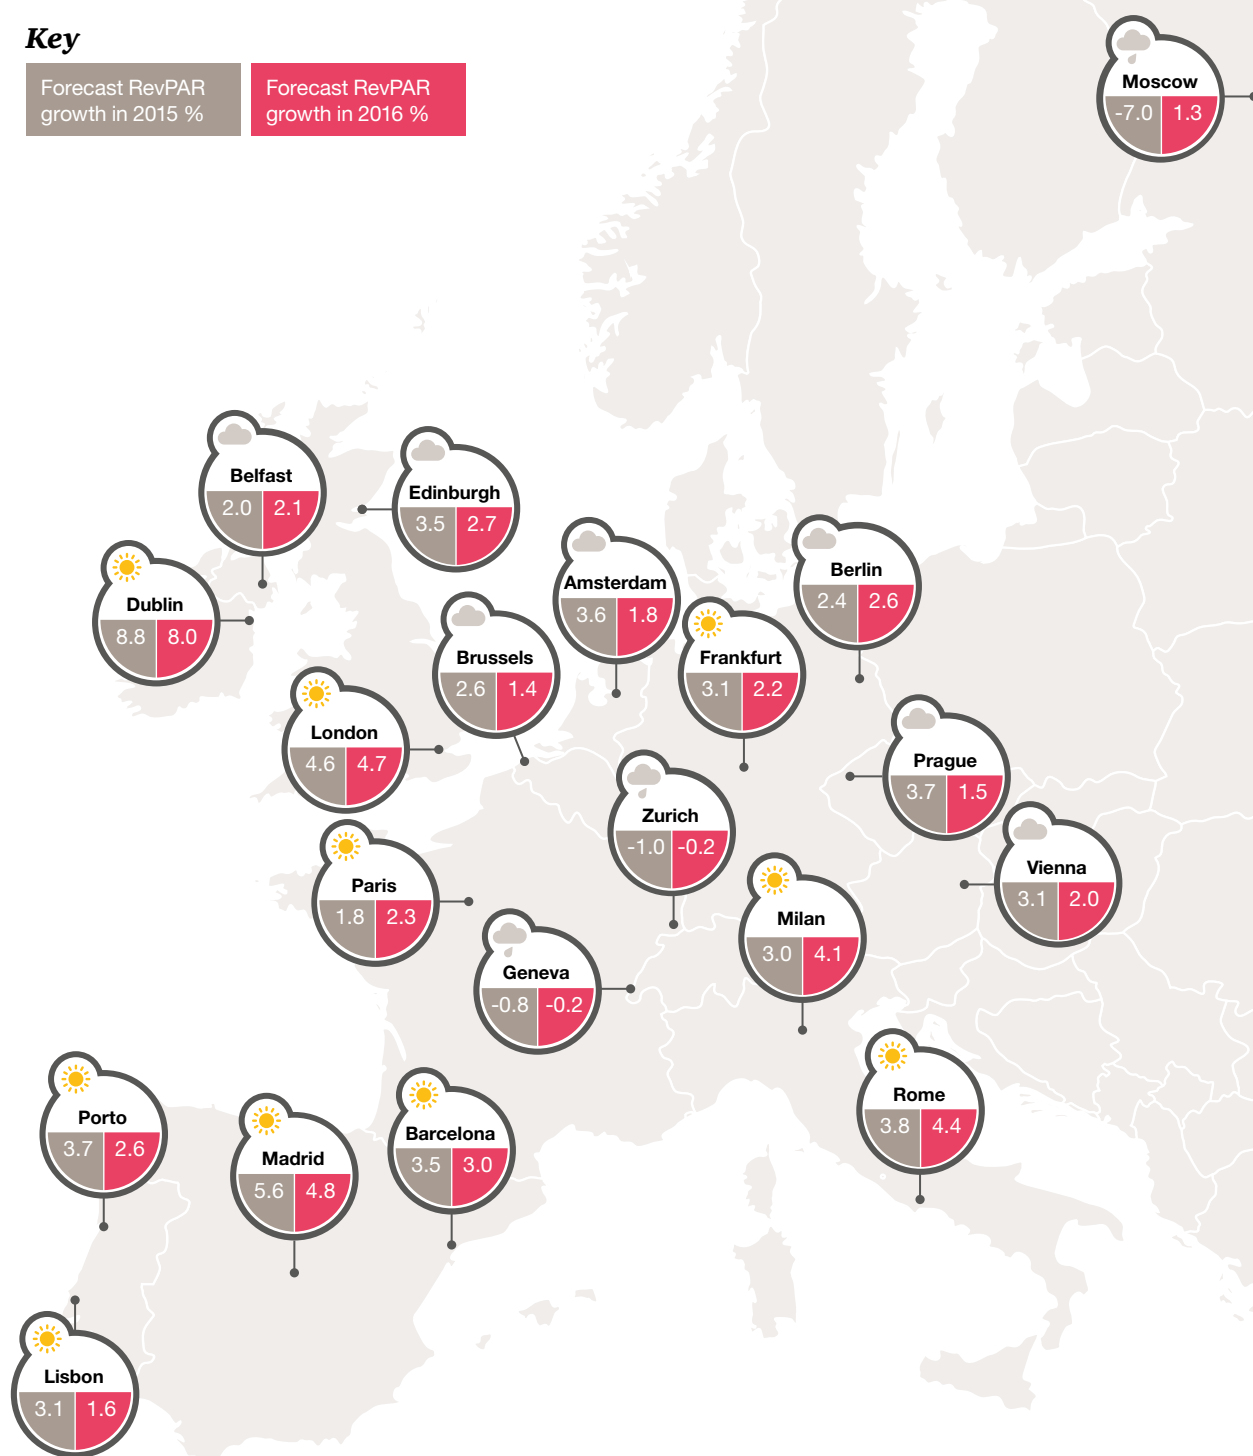 Key
Forecast RevPAR
growth in 2015 %
Forecast RevPAR
growth in 2016 %
Moscow
-7.0 1.3
Belfast
2.0 2.1
Edinburgh
3.5 2.7
Amsterdam
3.6 1.8
Berlin
2.4 2.6
Dublin
8.8 8.0
Brussels
2.6 1.4
Frankfurt
3.1 2.2
London
4.6 4.7
Prague
3.7 1.5
Zurich
-1.0 -0.2
Vienna
3.1 2.0
Paris
1.8 2.3
Milan
3.0 4.1
Geneva
-0.8 -0.2
Rome
3.8 4.4
Porto
3.7 2.6
Barcelona
3.5 3.0
Madrid
5.6 4.8
Lisbon
3.1 1.6